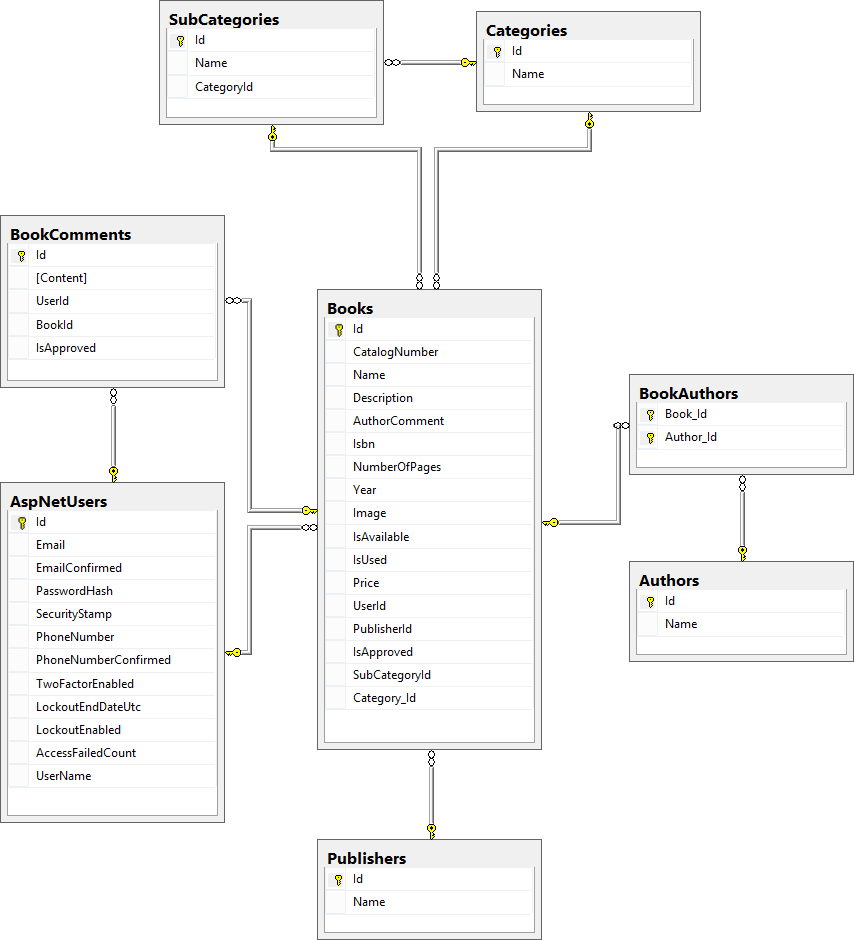 SubCategories
Id
Name
CategoryId
Categories
Id
Name
BookComments
Id
[Content]
UserId
BookId
IsApproved
Books
Id
CatalogNumber
Name
Description
AuthorComment
Isbn
NumberOfPages
Year
Image
IsAvailable
IsUsed
Price
UserId
PublisherId
IsApproved
SubCategoryId
Category_Id
BookAuthors
Book_Id
Author_Id
AspNetUsers
Id
Email
EmailConfirmed
PasswordHash
SecurityStamp
PhoneNumber
PhoneNumberConfirmed
TwoFactorEnabled
LockoutEndDateUtc
LockoutEnabled
AccessFailedCount
UserName
Authors
Id
Name
Publishers
Id
Name